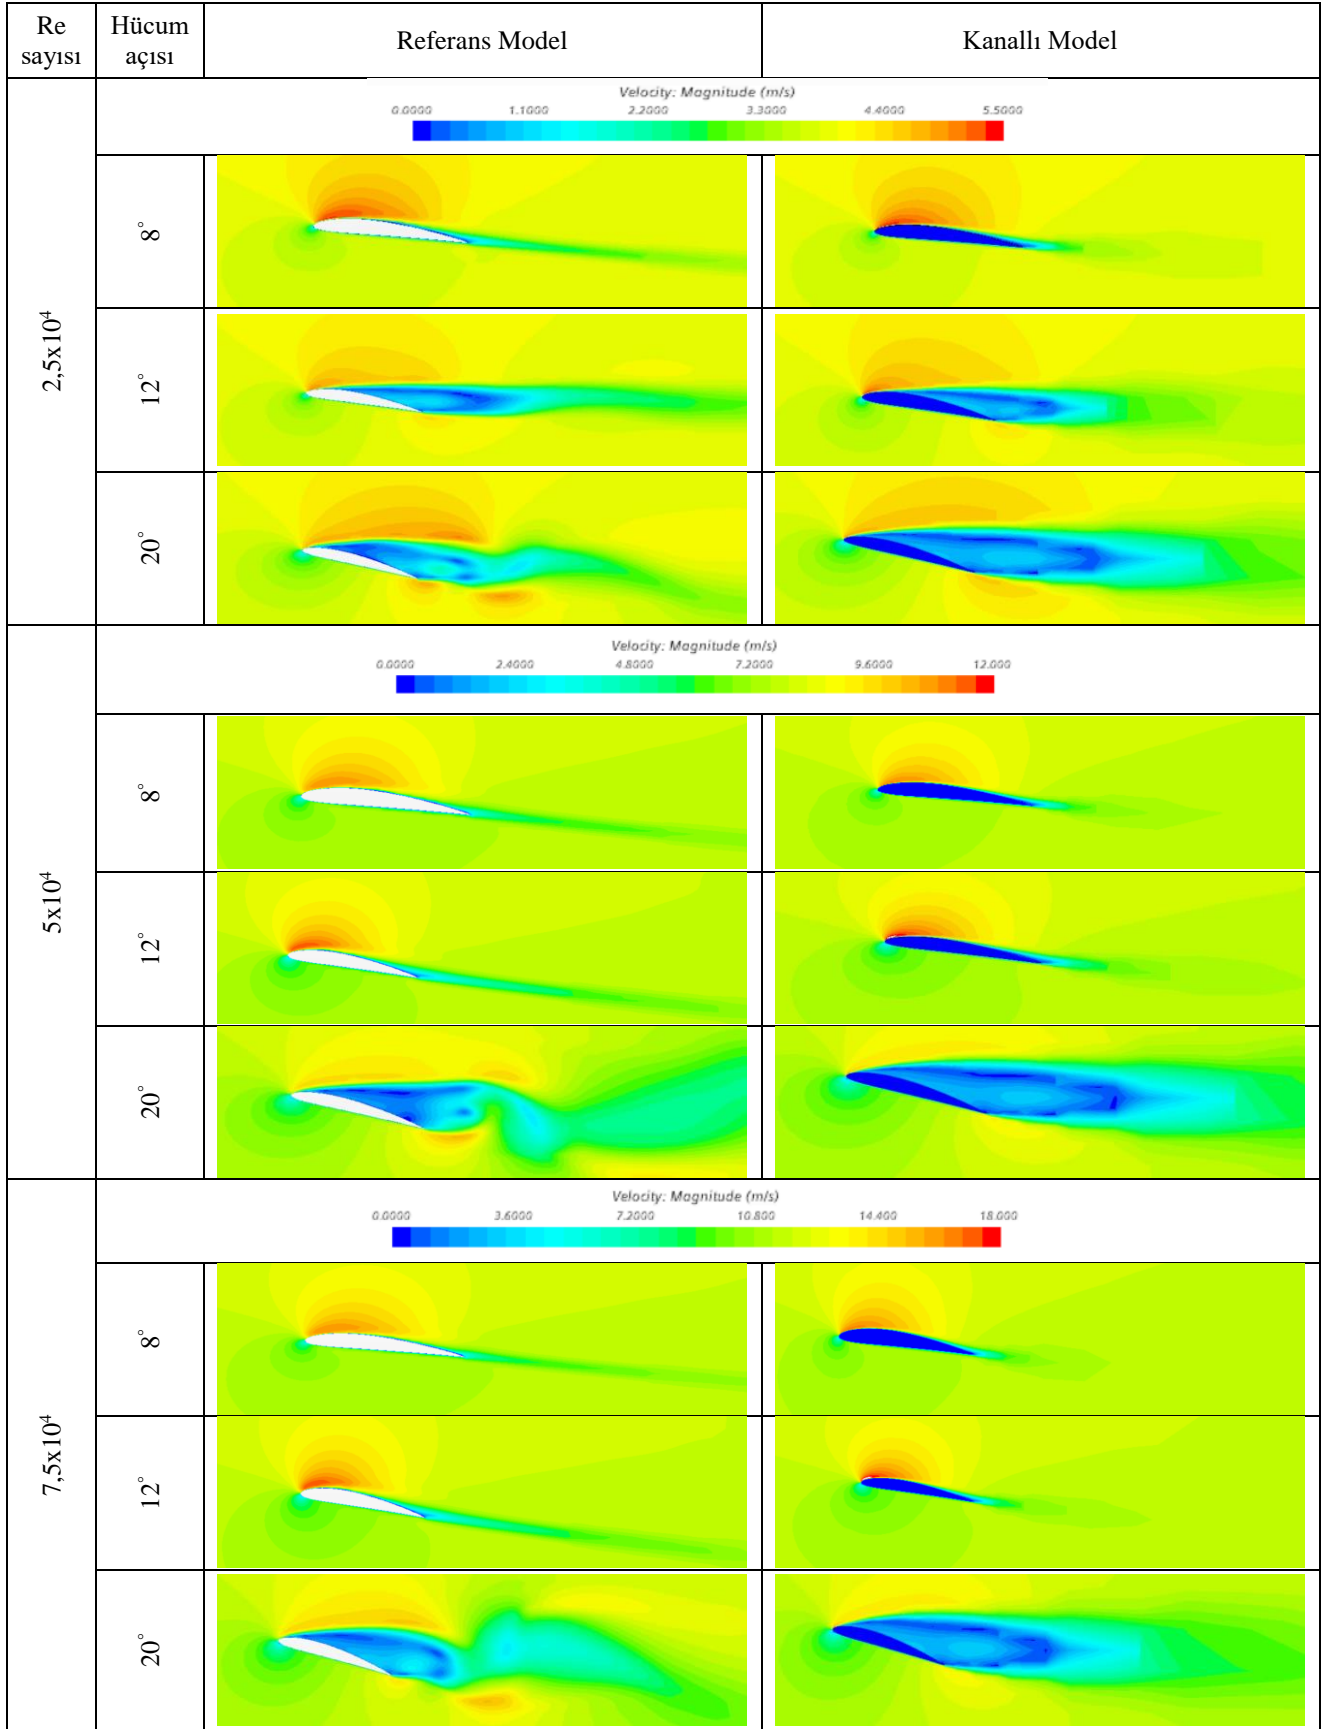 Re sayısı
Hücum açısı
Referans Model
Kanallı Model
2,5x10⁴
Velocity: Magnitude (m/s)
0.0000 1.1000 2.2000 3.3000 4.4000 5.5000
8°
12°
20°
5x10⁴
Velocity: Magnitude (m/s)
0.0000 2.4000 4.8000 7.2000 9.6000 12.000
8°
12°
20°
7,5x10⁴
Velocity: Magnitude (m/s)
0.0000 3.6000 7.2000 10.800 14.400 18.000
8°
12°
20°